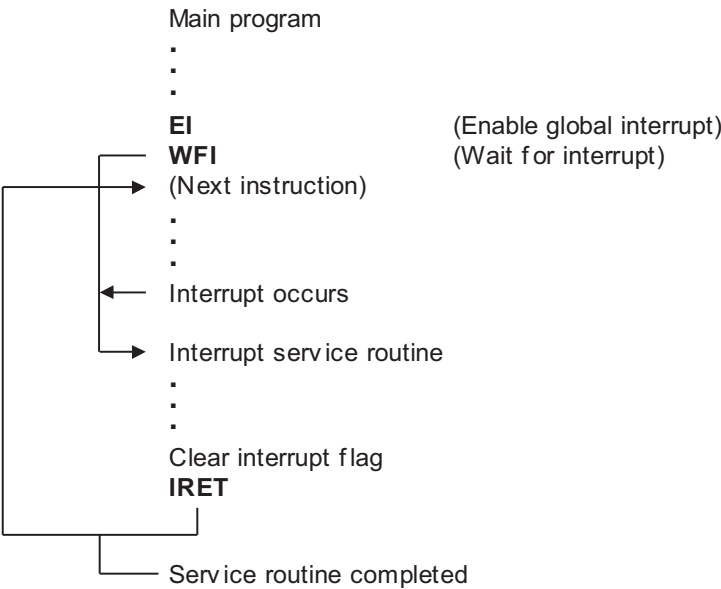 Main program
.
.
.
EI (Enable global interrupt)
WFI (Wait for interrupt)
(Next instruction)
.
.
.
Interrupt occurs
Interrupt service routine
.
.
.
Clear interrupt flag
IRET
Service routine completed